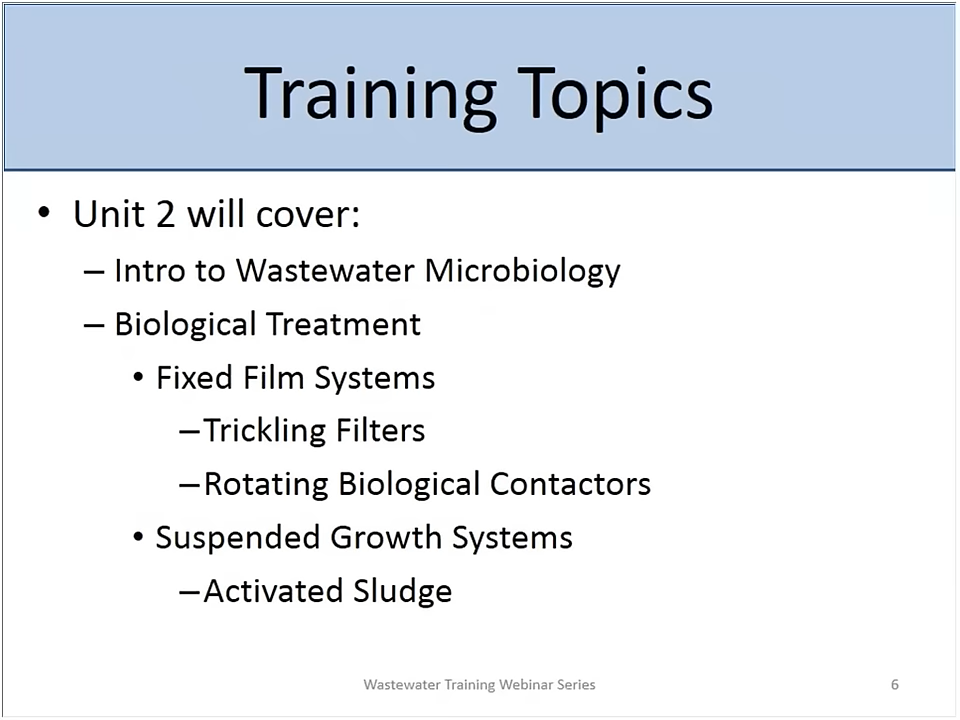 Training Topics
• Unit 2 will cover:
– Intro to Wastewater Microbiology
– Biological Treatment
• Fixed Film Systems
–Trickling Filters
–Rotating Biological Contactors
• Suspended Growth Systems
–Activated Sludge
Wastewater Training Webinar Series
6